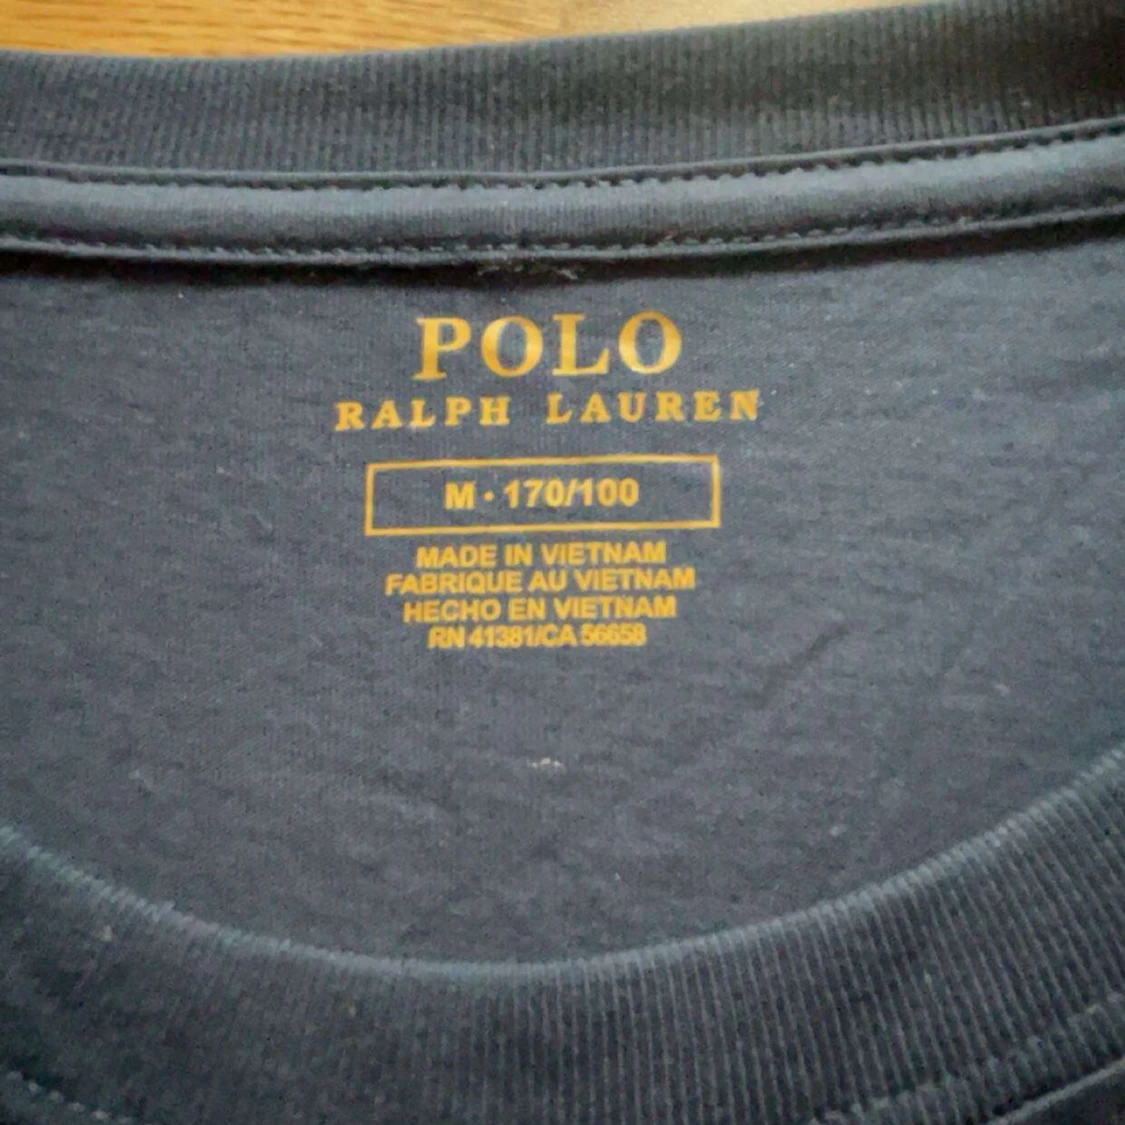 POLO
RALPH LAUREN
M • 170/100
MADE IN VIETNAM
FABRIQUE AU VIETNAM
HECHO EN VIETNAM
RN 41381/CA 56658